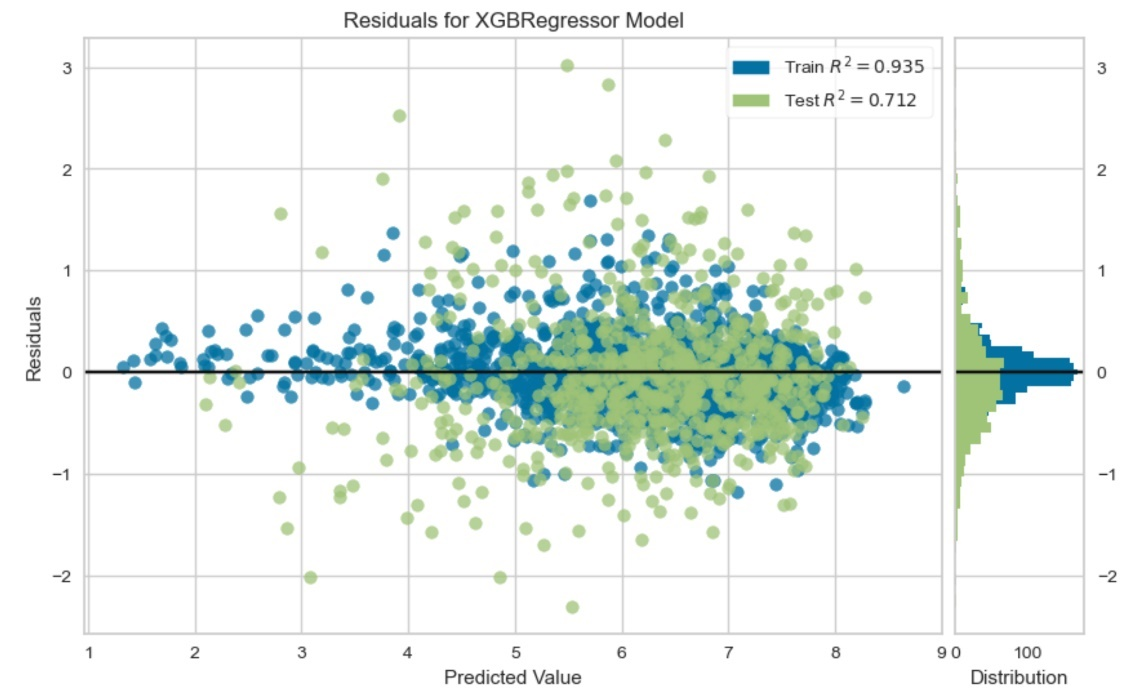 Residuals for XGBRegressor Model
Train R² = 0.935
Test R² = 0.712
Residuals
3
2
1
0
−1
−2
3
2
1
0
−1
−2
1 2 3 4 5 6 7 8 9 0 100
Predicted Value
Distribution